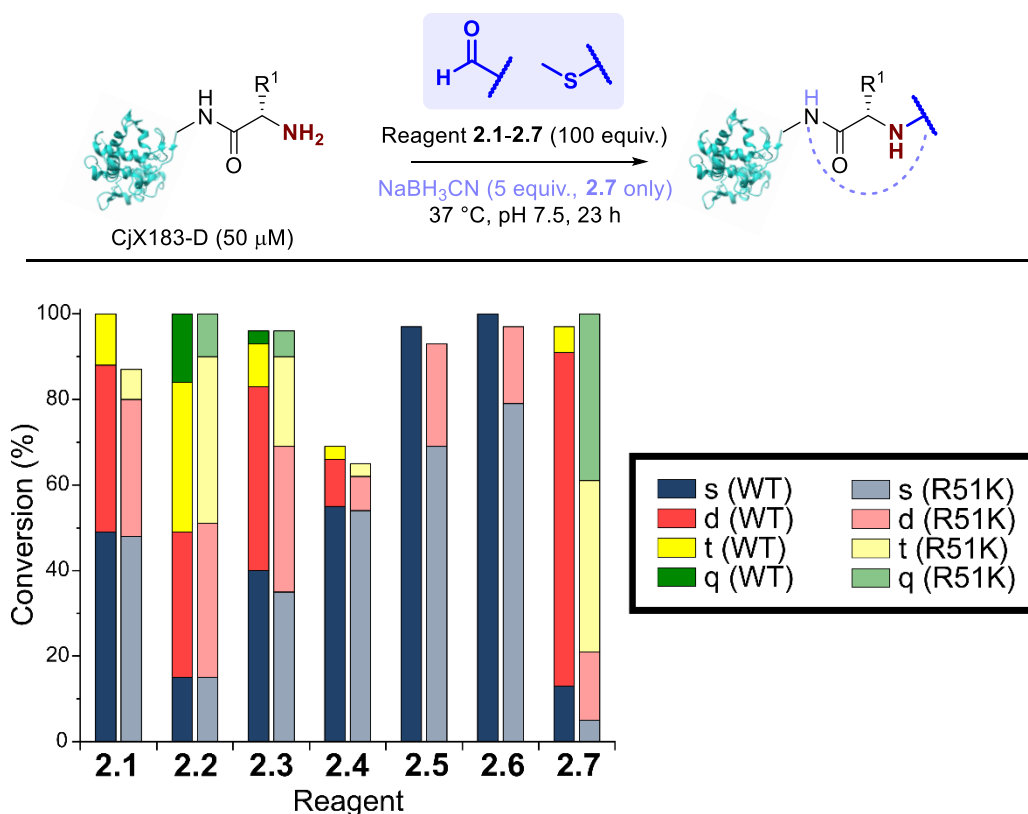 O
H
S
H
N
O
R¹
NH₂
Reagent 2.1-2.7 (100 equiv.)
NaBH₃CN (5 equiv., 2.7 only)
37 °C, pH 7.5, 23 h
H
N
O
R¹
N
H
CjX183-D (50 μM)
Conversion (%)
100
80
60
40
20
0
2.1 2.2 2.3 2.4 2.5 2.6 2.7
Reagent
s (WT) s (R51K)
d (WT) d (R51K)
t (WT) t (R51K)
q (WT) q (R51K)